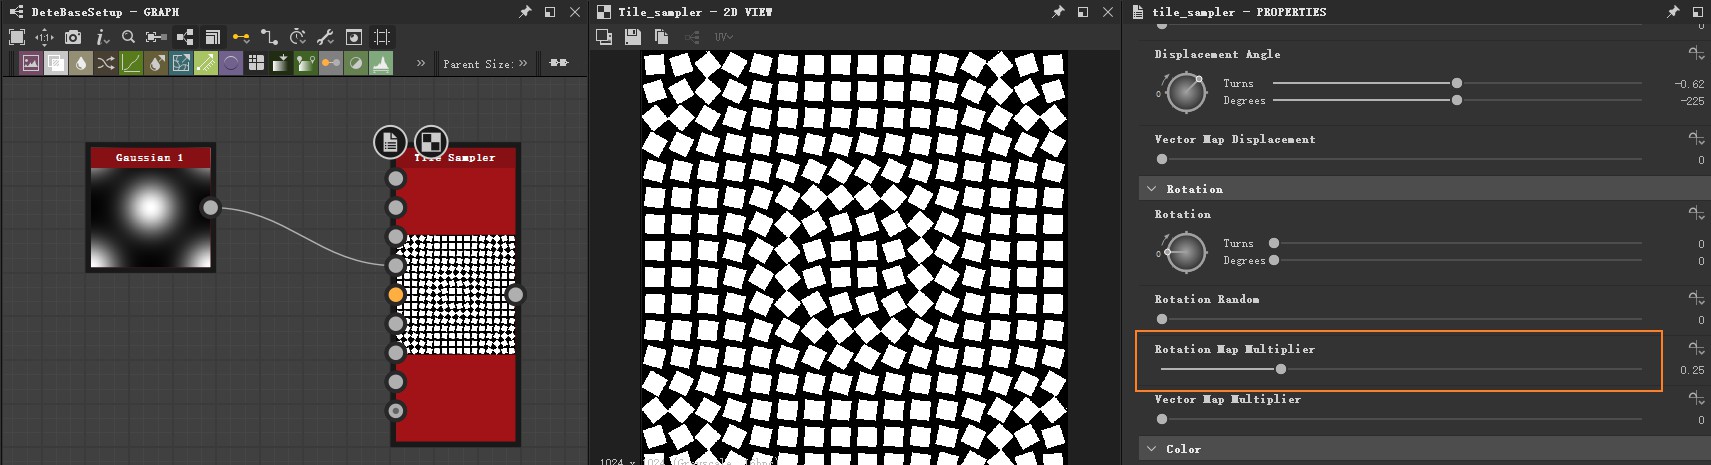 DeteBaseSetup — GRAPH
Parent Size:
Gaussian 1
Tile Sampler
Tile_sampler — 2D VIEW
UV
tile_sampler — PROPERTIES
0
Displacement Angle
0
Turns
-0.62
Degrees
-225
Vector Map Displacement
0
Rotation
Rotation
0
Turns
0
Degrees
0
Rotation Random
0
Rotation Map Multiplier
0.25
Vector Map Multiplier
0
Color